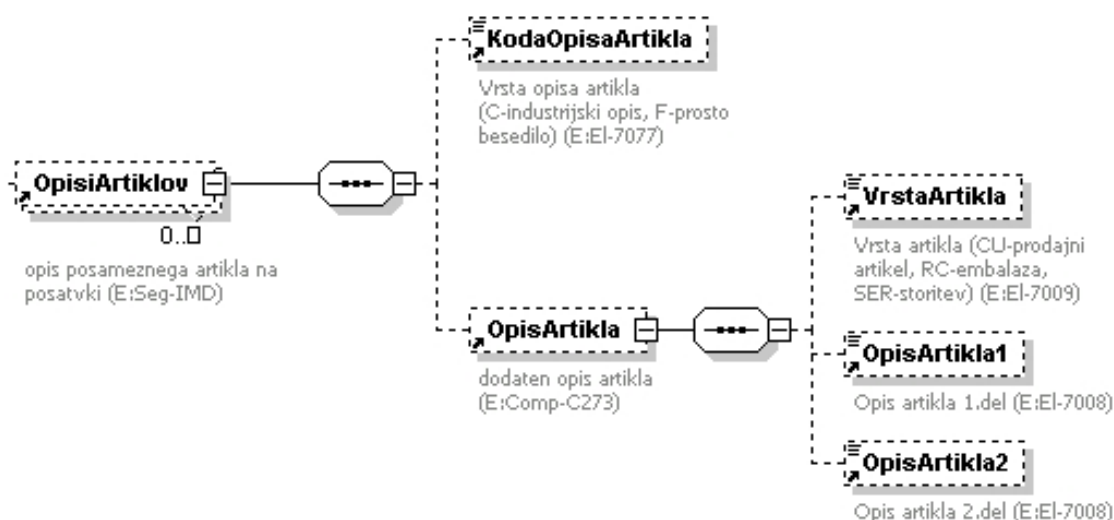 KodaOpisaArtikla
Vrsta opisa artikla
(C-industrijski opis, F-prosto
besedilo) (E:El-7077)
OpisiArtiklov
0..
opis posameznega artikla na
posatvki (E:Seg-IMD)
VrstaArtikla
Vrsta artikla (CU-prodajni
artikel, RC-embalaza,
SER-storitev) (E:El-7009)
OpisArtikla
dodaten opis artikla
(E:Comp-C273)
OpisArtikla1
Opis artikla 1.del (E:El-7008)
OpisArtikla2
Opis artikla 2.del (E:El-7008)